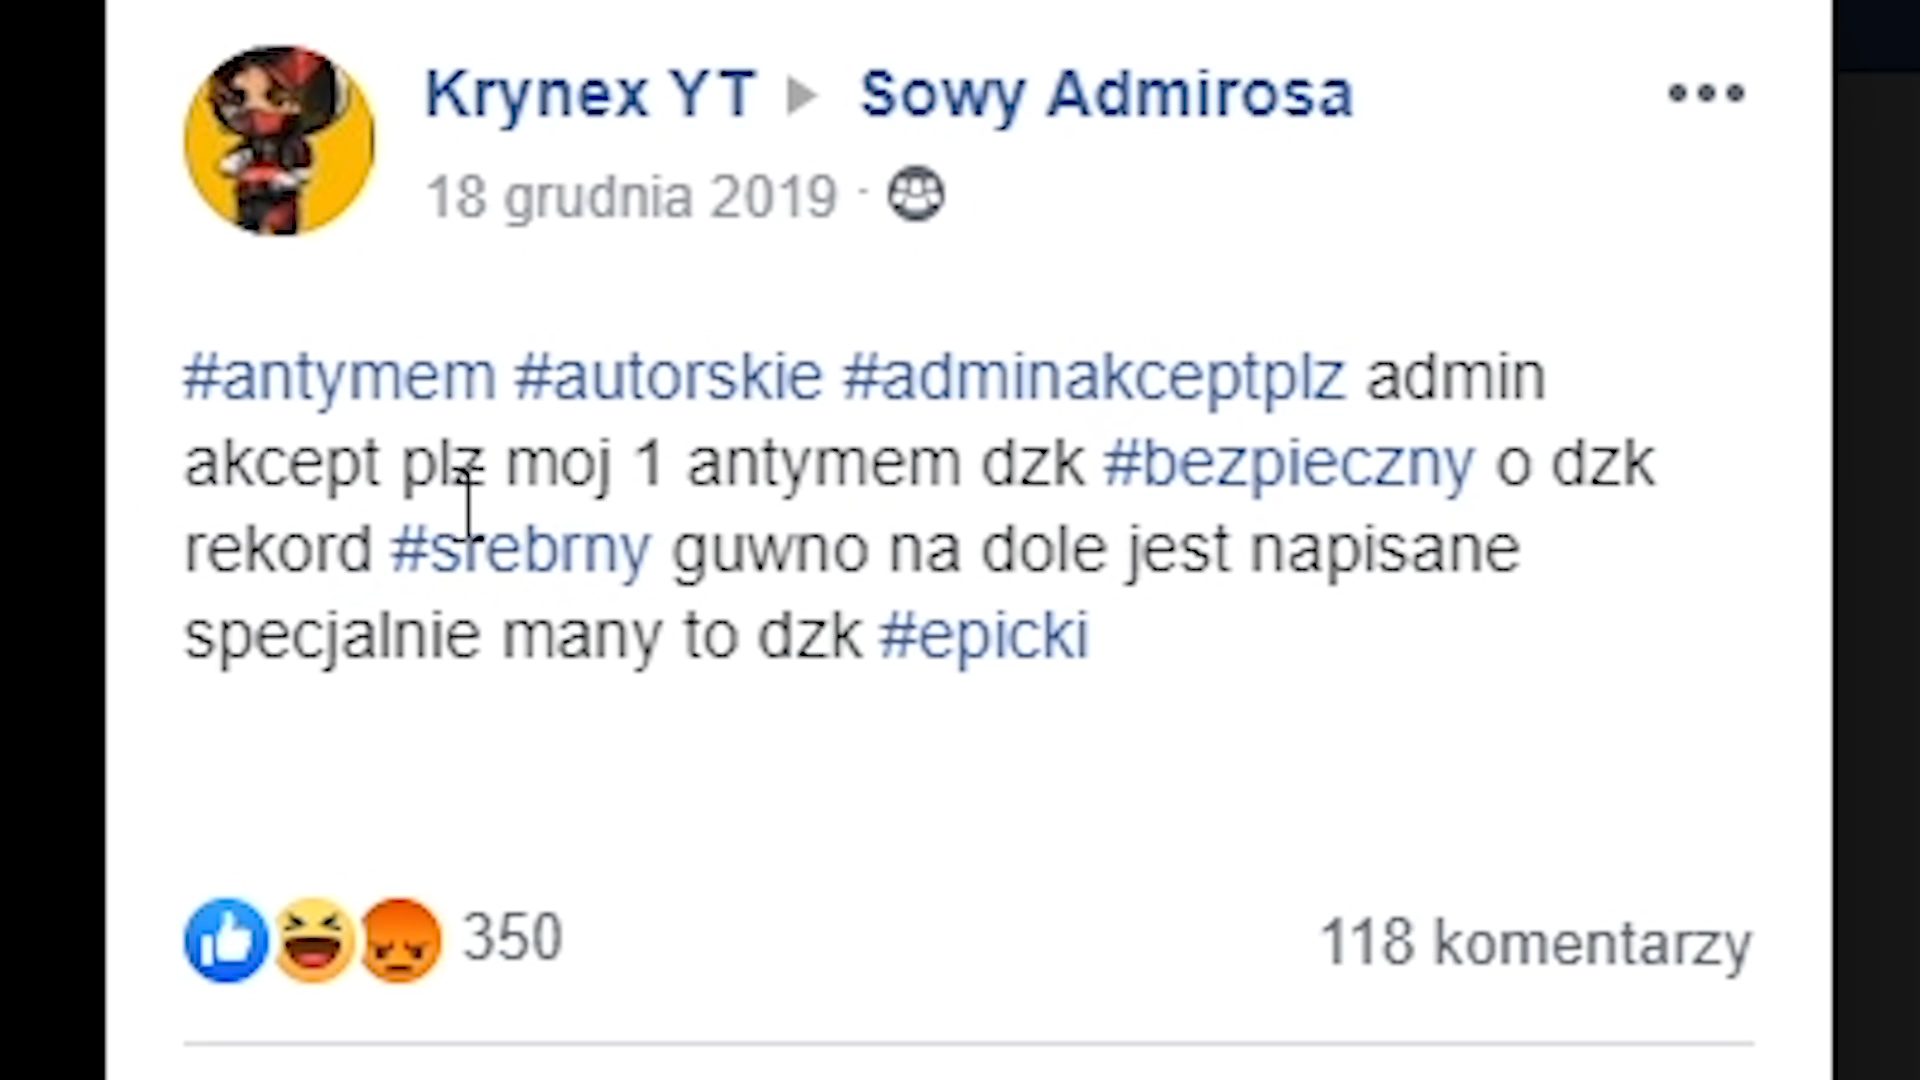 Krynex YT ▸ Sowy Admirosa
18 grudnia 2019 ·
#antymem #autorskie #adminakceptplz admin
akcept plz moj 1 antymem dzk #bezpieczny o dzk
rekord #srebrny guwno na dole jest napisane
specjalnie many to dzk #epicki
350
118 komentarzy